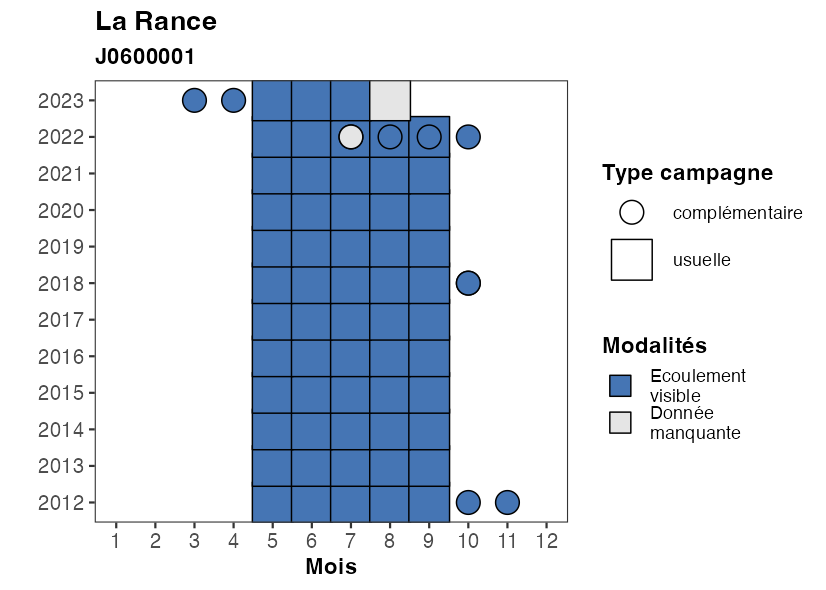 La Rance
J0600001
2023
2022
2021
2020
2019
2018
2017
2016
2015
2014
2013
2012
1 2 3 4 5 6 7 8 9 10 11 12
Mois
Type campagne
complémentaire
usuelle
Modalités
Ecoulement
visible
Donnée
manquante